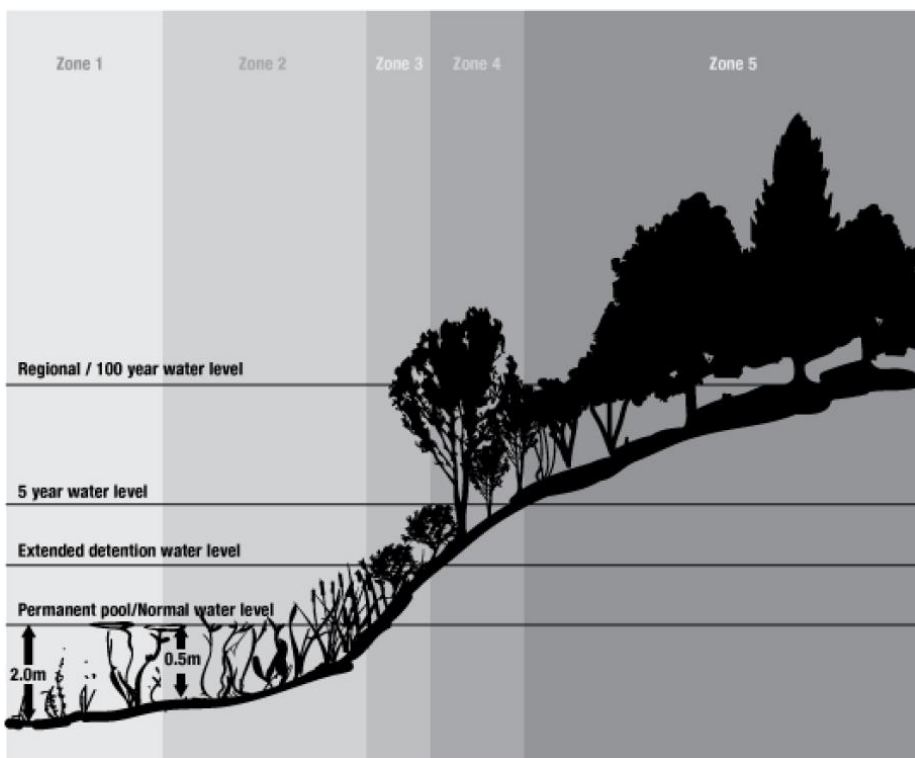 Zone 1
Zone 2
Zone 3
Zone 4
Zone 5
Regional / 100 year water level
5 year water level
Extended detention water level
Permanent pool/Normal water level
0.5m
2.0m